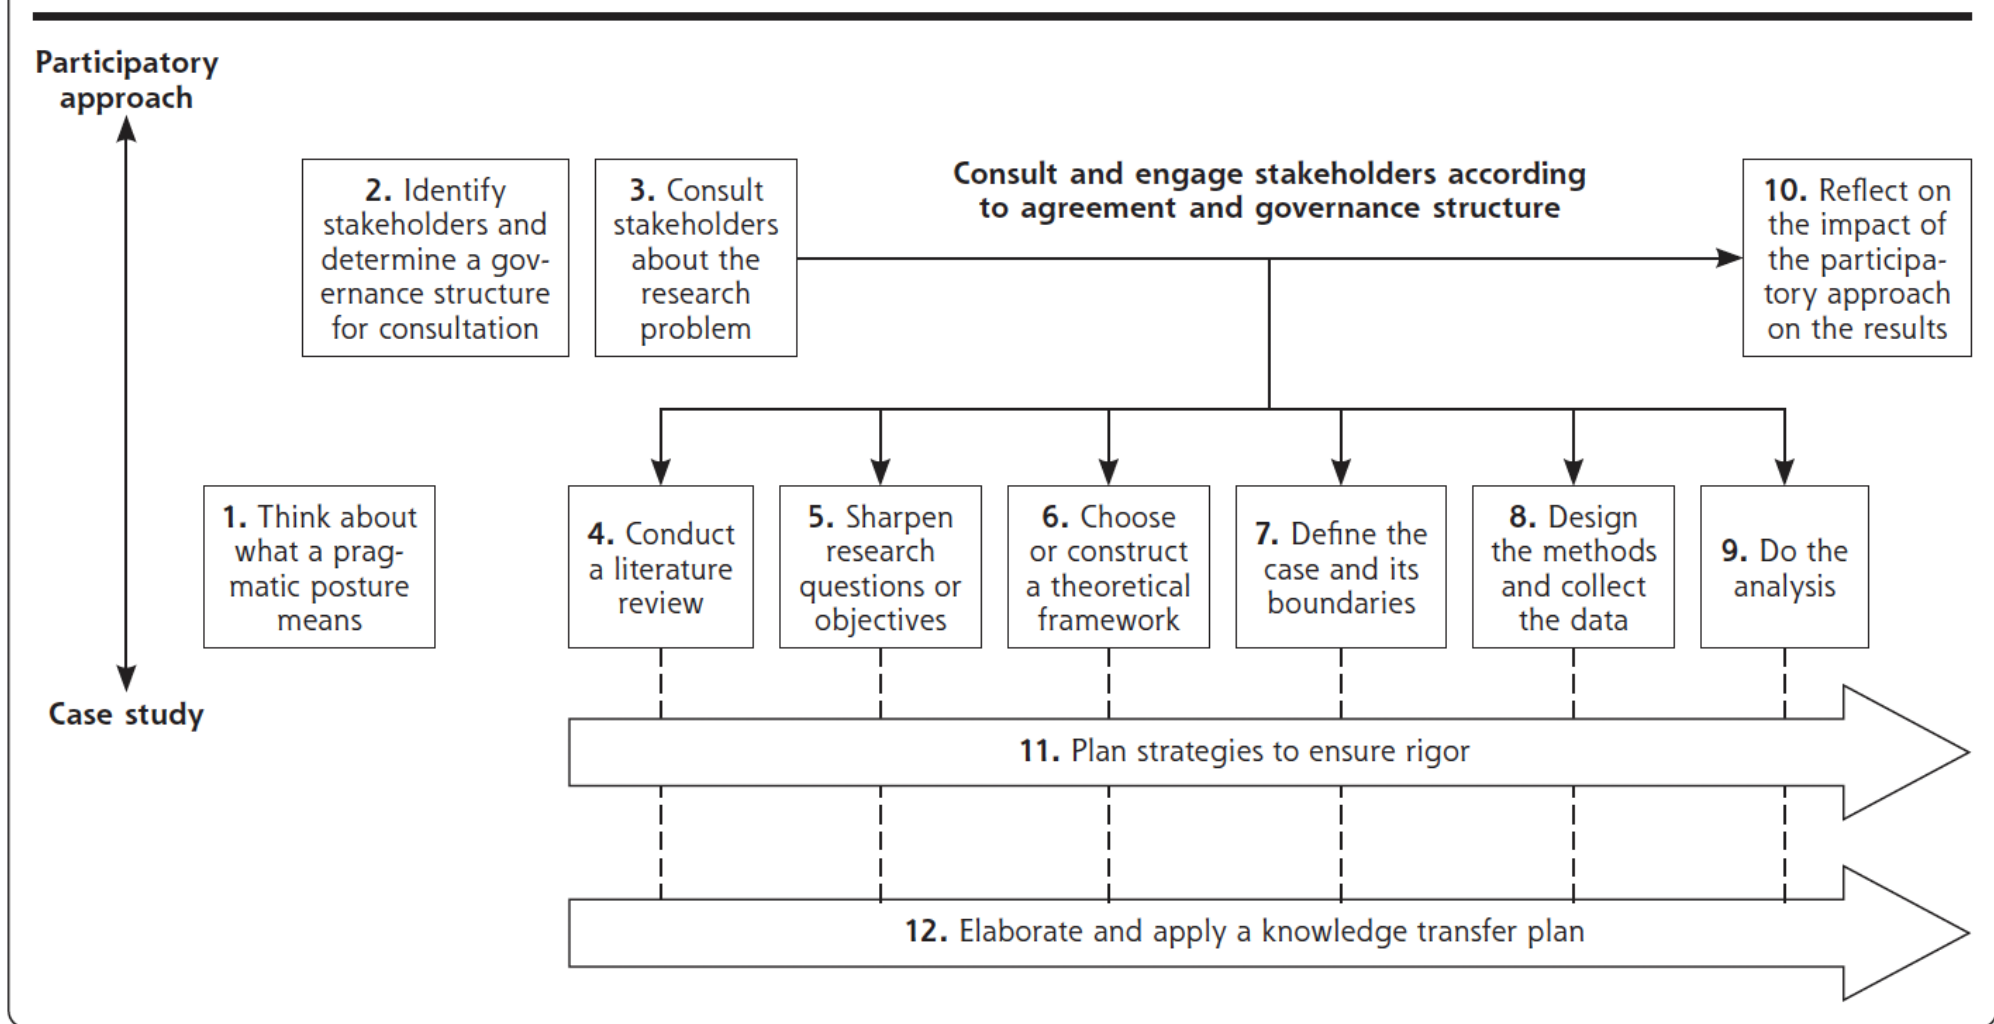 Participatory
approach
2. Identify
stakeholders and
determine a gov-
ernance structure
for consultation
3. Consult
stakeholders
about the
research
problem
Consult and engage stakeholders according
to agreement and governance structure
10. Reflect on
the impact of
the participa-
tory approach
on the results
1. Think about
what a prag-
matic posture
means
4. Conduct
a literature
review
5. Sharpen
research
questions or
objectives
6. Choose
or construct
a theoretical
framework
7. Define the
case and its
boundaries
8. Design
the methods
and collect
the data
9. Do the
analysis
Case study
11. Plan strategies to ensure rigor
12. Elaborate and apply a knowledge transfer plan